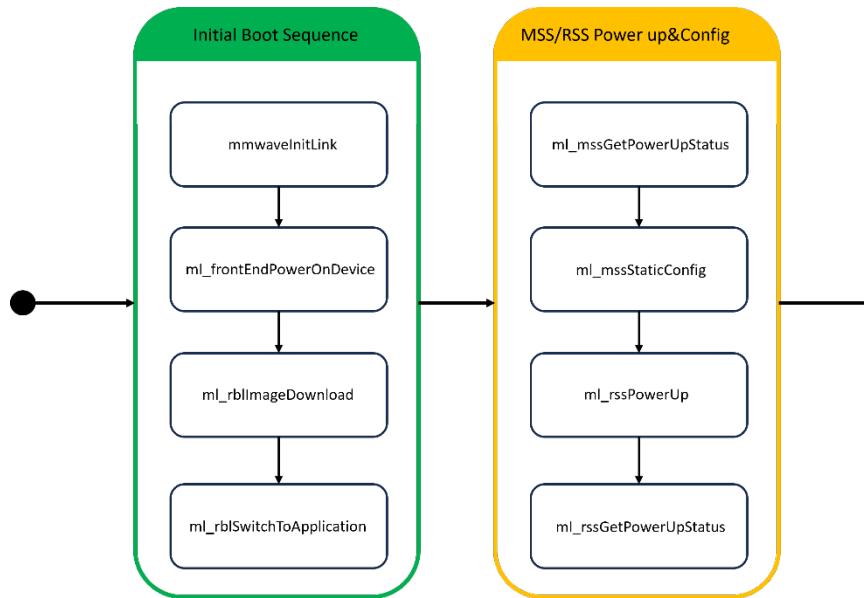 Initial Boot Sequence
mmwaveInitLink
ml_frontEndPowerOnDevice
ml_rblImageDownload
ml_rblSwitchToApplication
MSS/RSS Power up&Config
ml_mssGetPowerUpStatus
ml_mssStaticConfig
ml_rssPowerUp
ml_rssGetPowerUpStatus